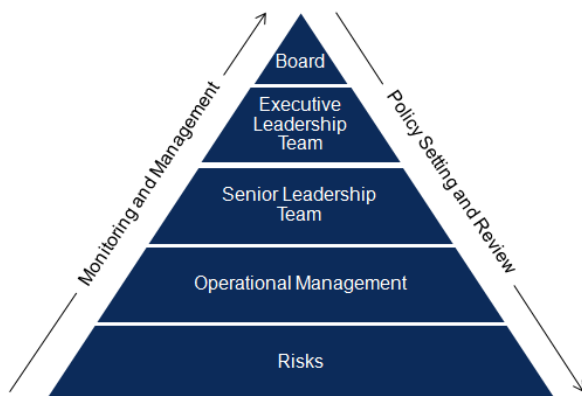 Board
Executive
Leadership
Team
Senior Leadership
Team
Operational Management
Risks
Monitoring and Management
Policy Setting and Review